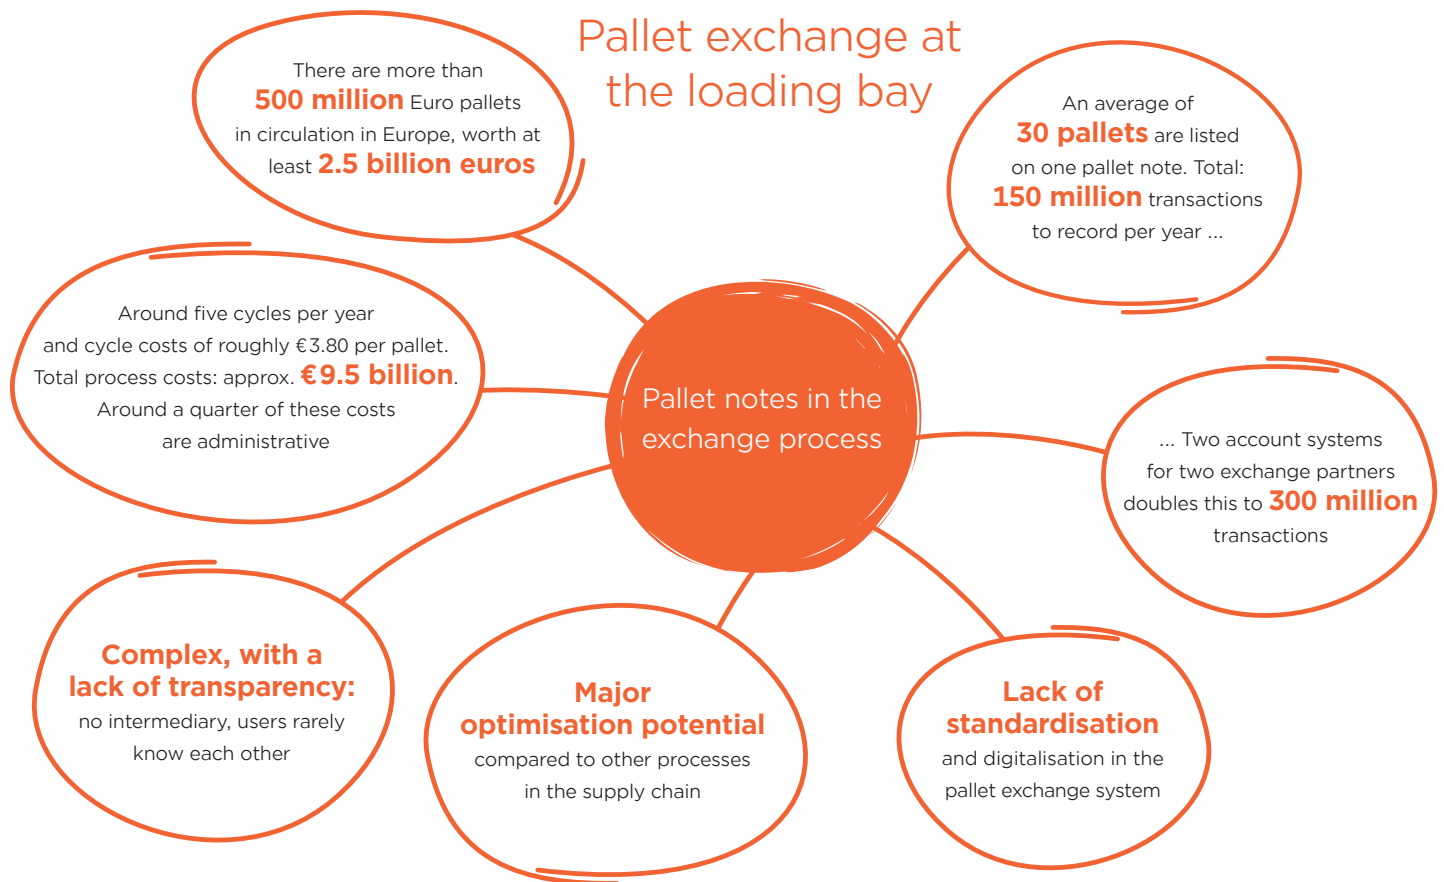 Pallet exchange at
the loading bay
There are more than
500 million Euro pallets
in circulation in Europe, worth at
least 2.5 billion euros
An average of
30 pallets are listed
on one pallet note. Total:
150 million transactions
to record per year ...
Around five cycles per year
and cycle costs of roughly €3.80 per pallet.
Total process costs: approx. €9.5 billion.
Around a quarter of these costs
are administrative
Pallet notes in the
exchange process
... Two account systems
for two exchange partners
doubles this to 300 million
transactions
Complex, with a
lack of transparency:
no intermediary, users rarely
know each other
Major
optimisation potential
compared to other processes
in the supply chain
Lack of
standardisation
and digitalisation in the
pallet exchange system